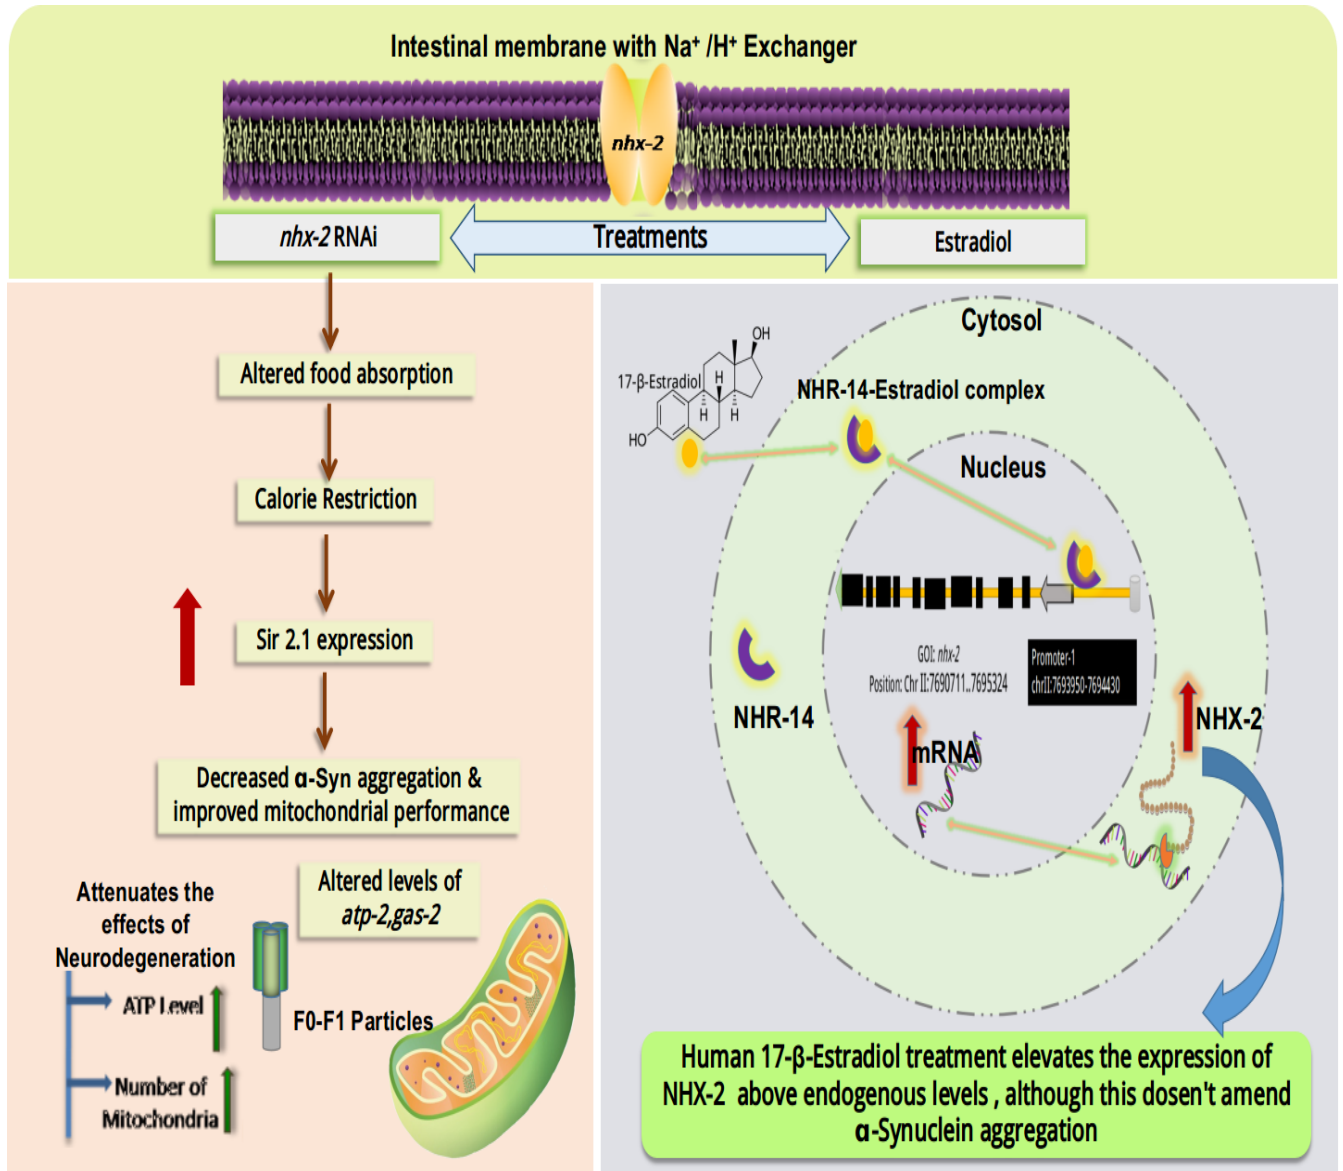 Intestinal membrane with Na⁺ /H⁺ Exchanger
nhx-2
nhx-2 RNAi
Treatments
Estradiol
Altered food absorption
Calorie Restriction
Sir 2.1 expression
Decreased α-Syn aggregation &
improved mitochondrial performance
Altered levels of
atp-2,gas-2
Attenuates the
effects of
Neurodegeneration
ATP Level
F0-F1 Particles
Number of
Mitochondria
Cytosol
OH
17-β-Estradiol
H
H
H
HO
NHR-14-Estradiol complex
Nucleus
GOI: nhx-2
Position: Chr II:7690711..7695324
Promoter-1
chrII:7693950-7694430
NHR-14
mRNA
NHX-2
Human 17-β-Estradiol treatment elevates the expression of
NHX-2 above endogenous levels , although this dosen't amend
α-Synuclein aggregation